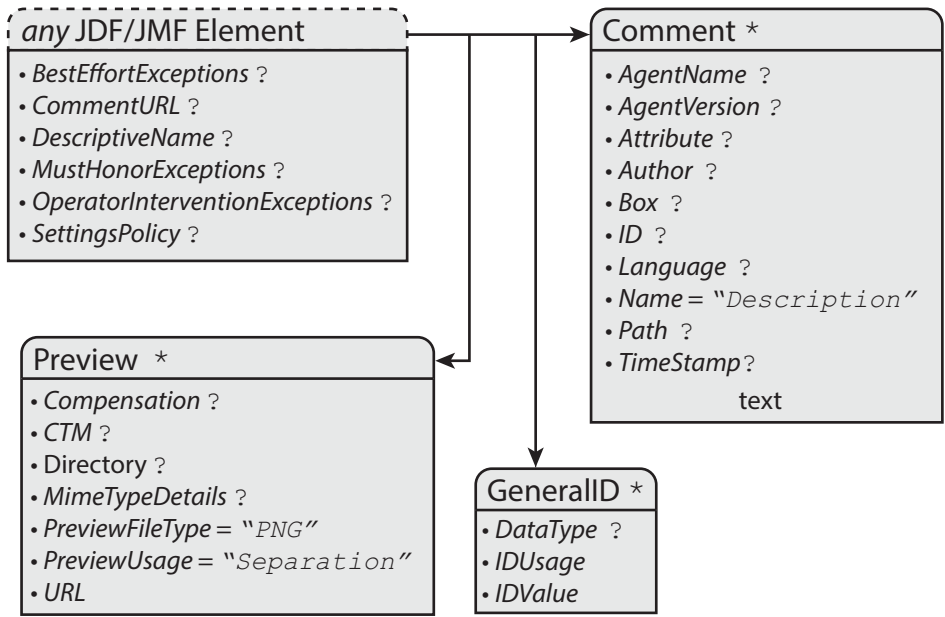 any JDF/JMF Element
• BestEffortExceptions ?
• CommentURL ?
• DescriptiveName ?
• MustHonorExceptions ?
• OperatorInterventionExceptions ?
• SettingsPolicy ?
Comment *
• AgentName ?
• AgentVersion ?
• Attribute ?
• Author ?
• Box ?
• ID ?
• Language ?
• Name = “Description”
• Path ?
• TimeStamp?
text
Preview *
• Compensation ?
• CTM ?
• Directory ?
• MimeTypeDetails ?
• PreviewFileType = “PNG”
• PreviewUsage = “Separation”
• URL
GeneralID *
• DataType ?
• IDUsage
• IDValue